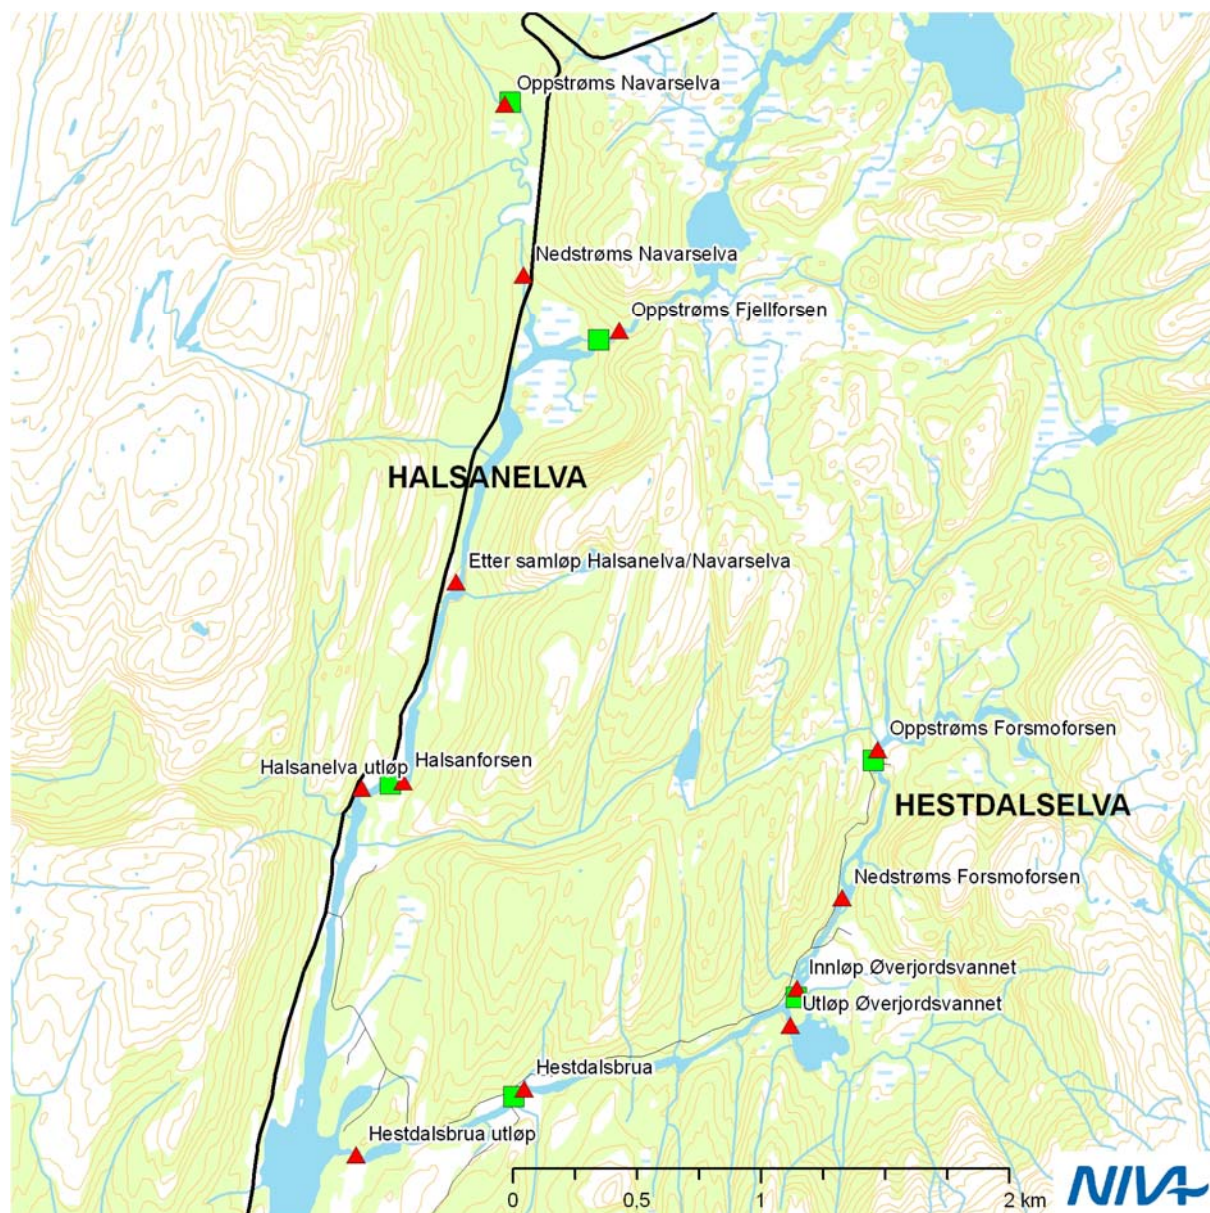 Oppstrøms Navarselva
Nedstrøms Navarselva
Oppstrøms Fjellforsen
HALSANELVA
Etter samløp Halsanelva/Navarselva
Oppstrøms Forsmoforsen
Halsanelva utløp
Halsanforsen
HESTDALSELVA
Nedstrøms Forsmoforsen
Innløp Øverjordsvannet
Utløp Øverjordsvannet
Hestdalsbrua
Hestdalsbrua utløp
0 0,5 1 2 km
NIVA